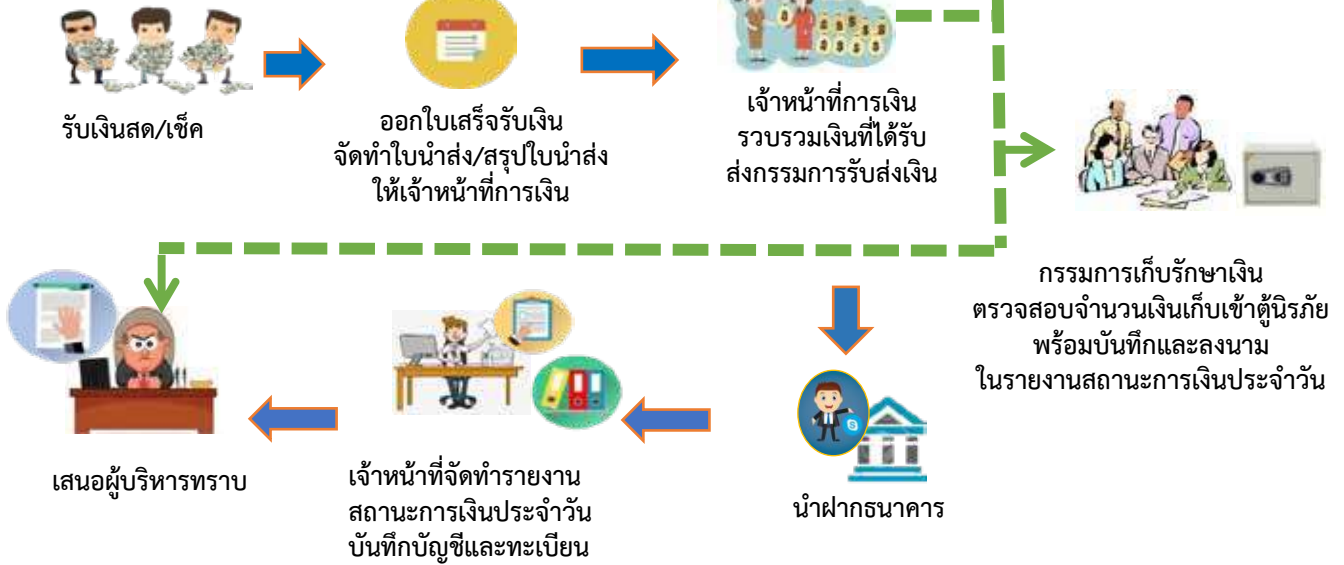 รับเงินสด/เช็ค
ออกใบเสร็จรับเงิน
จัดทำใบนำส่ง/สรุปใบนำส่ง
ให้เจ้าหน้าที่การเงิน
เจ้าหน้าที่การเงิน
รวบรวมเงินที่ได้รับ
ส่งกรรมการรับส่งเงิน
กรรมการเก็บรักษาเงิน
ตรวจสอบจำนวนเงินเก็บเข้าตู้นิรภัย
พร้อมบันทึกและลงนาม
ในรายงานสถานะการเงินประจำวัน
นำฝากธนาคาร
เจ้าหน้าที่จัดทำรายงาน
สถานะการเงินประจำวัน
บันทึกบัญชีและทะเบียน
เสนอผู้บริหารทราบ